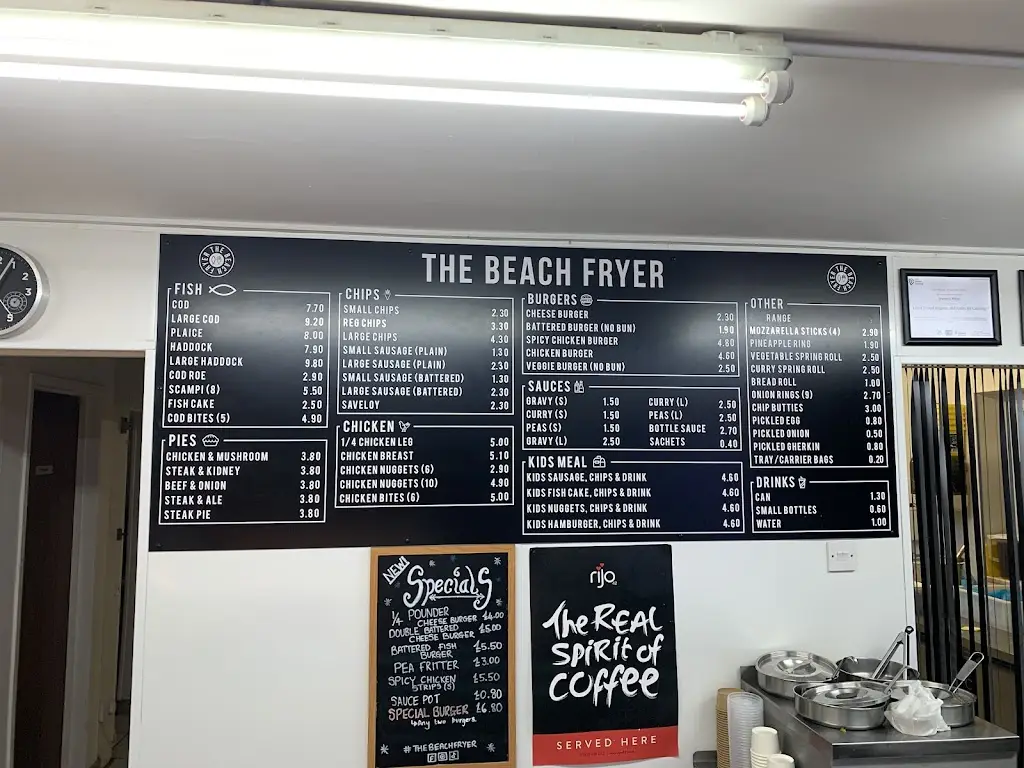 THE BEACH FRYER
THE BEACH FRYER
THE BEACH FRYER
FISH
COD 7.70
LARGE COD 9.20
PLAICE 8.00
HADDOCK 7.90
LARGE HADDOCK 9.80
COD ROE 2.90
SCAMPI (8) 5.50
FISH CAKE 2.50
COD BITES (5) 4.90
PIES
CHICKEN & MUSHROOM 3.80
STEAK & KIDNEY 3.80
BEEF & ONION 3.80
STEAK & ALE 3.80
STEAK PIE 3.80
CHIPS
SMALL CHIPS 2.30
REG CHIPS 3.30
LARGE CHIPS 4.30
SMALL SAUSAGE (PLAIN) 1.30
LARGE SAUSAGE (PLAIN) 2.30
SMALL SAUSAGE (BATTERED) 1.30
LARGE SAUSAGE (BATTERED) 2.30
SAVELOY 2.30
CHICKEN
1/4 CHICKEN LEG 5.00
CHICKEN BREAST 5.10
CHICKEN NUGGETS (6) 2.90
CHICKEN NUGGETS (10) 4.90
CHICKEN BITES (6) 5.00
BURGERS
CHEESE BURGER 2.30
BATTERED BURGER (NO BUN) 1.90
SPICY CHICKEN BURGER 4.80
CHICKEN BURGER 4.60
VEGGIE BURGER (NO BUN) 2.50
SAUCES
GRAVY (S) 1.50 CURRY (L) 2.50
CURRY (S) 1.50 PEAS (L) 2.50
PEAS (S) 1.50 BOTTLE SAUCE 2.70
GRAVY (L) 2.50 SACHETS 0.40
KIDS MEAL
KIDS SAUSAGE, CHIPS & DRINK 4.60
KIDS FISH CAKE, CHIPS & DRINK 4.60
KIDS NUGGETS, CHIPS & DRINK 4.60
KIDS HAMBURGER, CHIPS & DRINK 4.60
OTHER
RANGE
MOZZARELLA STICKS (4) 2.90
PINEAPPLE RING 1.90
VEGETABLE SPRING ROLL 2.50
CURRY SPRING ROLL 2.50
BREAD ROLL 1.00
ONION RINGS (9) 2.70
CHIP BUTTIES 3.00
PICKLED EGG 0.80
PICKLED ONION 0.50
PICKLED GHERKIN 0.80
TRAY/CARRIER BAGS 0.20
DRINKS
CAN 1.30
SMALL BOTTLES 0.60
WATER 1.00
NEW!
Specials
1/4 POUNDER
CHEESE BURGER £4.00
DOUBLE BATTERED
CHEESE BURGER £5.00
BATTERED FISH
BURGER £5.50
PEA FRITTER £3.00
SPICY CHICKEN
STRIPS (5) £5.50
SAUCE POT £0.80
SPECIAL BURGER £6.80
Any two burgers
#THEBEACHFRYER
rijo
The REAL
SPIRIT of
COFFEE
SERVED HERE
1
2
3